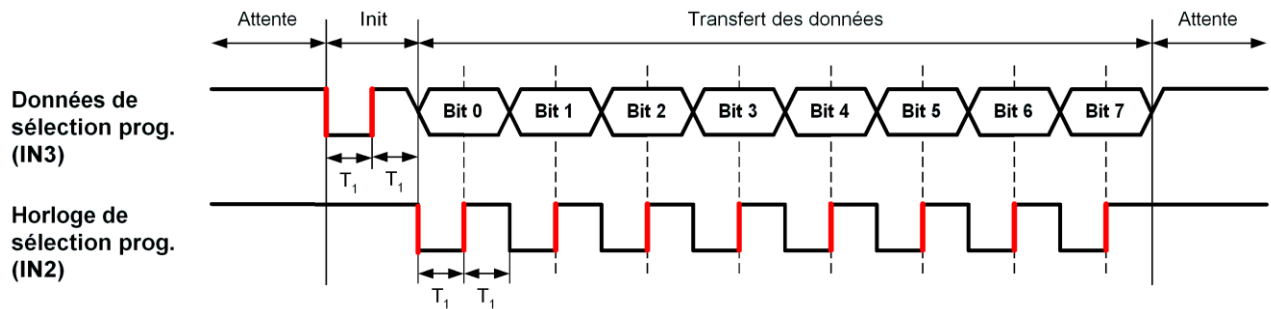 Attente Init Transfert des données Attente
Données de
sélection prog.
(IN3)
Bit 0 Bit 1 Bit 2 Bit 3 Bit 4 Bit 5 Bit 6 Bit 7
T₁ T₁
Horloge de
sélection prog.
(IN2)
T₁ T₁